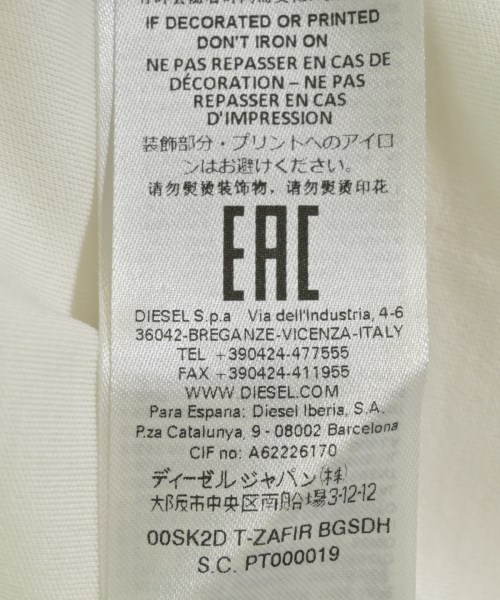 IF DECORATED OR PRINTED
DON'T IRON ON
NE PAS REPASSER EN CAS DE
DÉCORATION – NE PAS
REPASSER EN CAS
D'IMPRESSION
装飾部分・プリントへのアイロ
ンはお避けください。
请勿熨烫装饰物，请勿熨烫印花
EAC
DIESEL S.p.a Via dell'Industria, 4-6
36042-BREGANZE-VICENZA-ITALY
TEL +390424-477555
FAX +390424-411955
WWW.DIESEL.COM
Para Espana: Diesel Iberia, S.A.
P.za Catalunya, 9 - 08002 Barcelona
CIF no: A62226170
ディーゼル ジャパン(株)
大阪市中央区南船場3-12-12
00SK2D T-ZAFIR BGSDH
S.C. PT000019